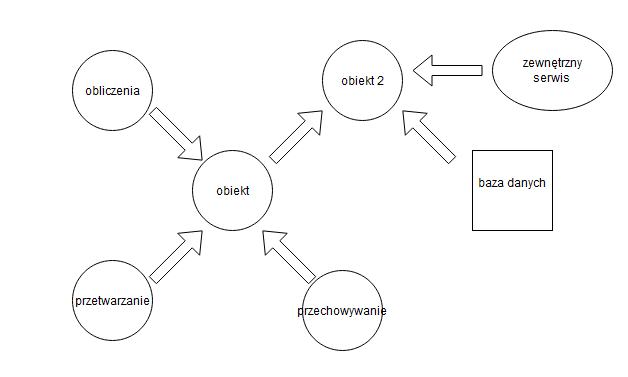 obliczenia
obiekt 2
zewnętrzny
serwis
obiekt
baza danych
przetwarzanie
przechowywanie